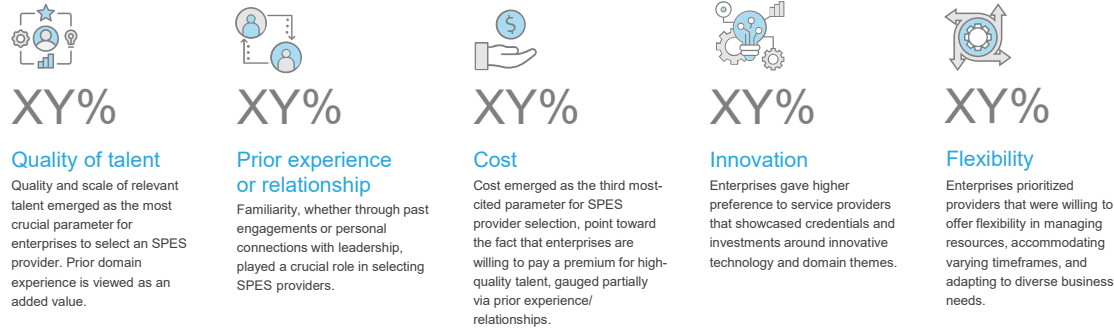 XY%
Quality of talent
Quality and scale of relevant
talent emerged as the most
crucial parameter for
enterprises to select an SPES
provider. Prior domain
experience is viewed as an
added value.
XY%
Prior experience
or relationship
Familiarity, whether through past
engagements or personal
connections with leadership,
played a crucial role in selecting
SPES providers.
$
XY%
Cost
Cost emerged as the third most-
cited parameter for SPES
provider selection, point toward
the fact that enterprises are
willing to pay a premium for high-
quality talent, gauged partially
via prior experience/
relationships.
XY%
Innovation
Enterprises gave higher
preference to service providers
that showcased credentials and
investments around innovative
technology and domain themes.
XY%
Flexibility
Enterprises prioritized
providers that were willing to
offer flexibility in managing
resources, accommodating
varying timeframes, and
adapting to diverse business
needs.